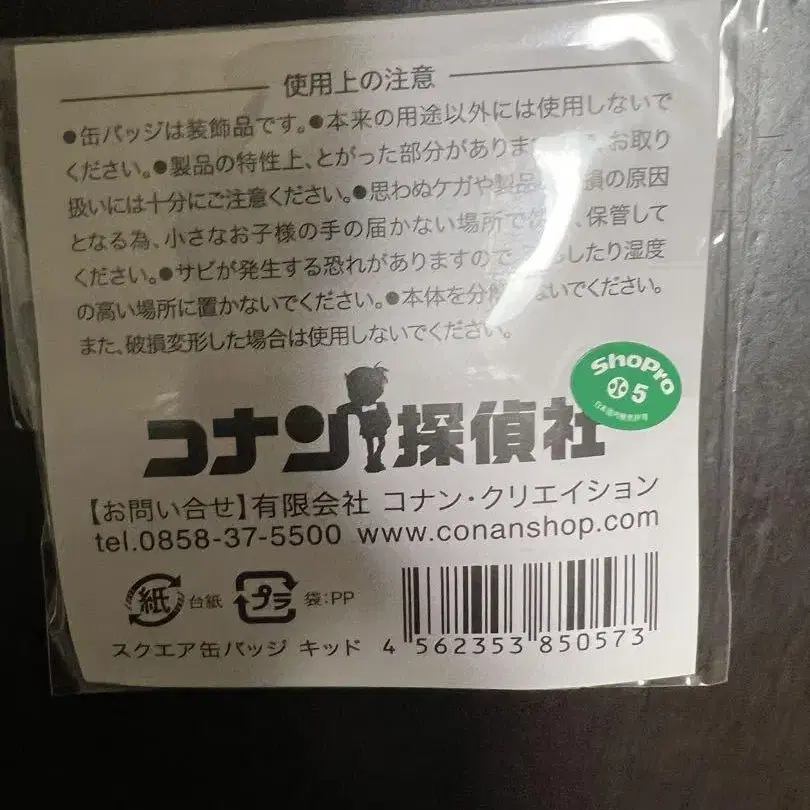 使用上の注意
●缶バッジは装飾品です。●本来の用途以外には使用しないで
ください。●製品の特性上、とがった部分がありま お取り
扱いには十分にご注意ください。●思わぬケガや製品 損の原因
となる為、小さなお子様の手の届かない場所で 、保管して
ください。●サビが発生する恐れがありますので したり湿度
の高い場所に置かないでください。●本体を分 ないでください。
また、破損変形した場合は使用しないでください。
ShoPro
5
コナン探偵社
【お問い合せ】有限会社 コナン・クリエイション
tel.0858-37-5500 www.conanshop.com
紙 台紙 プラ 袋:PP
スクエア缶バッジ キッド 4 562353 850573